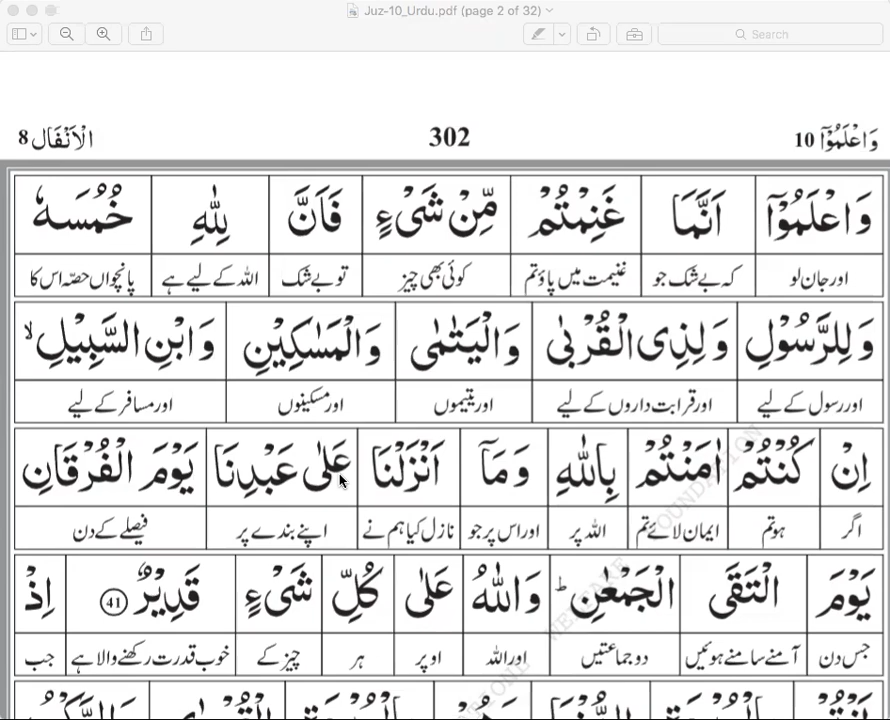 Juz-10_Urdu.pdf (page 2 of 32)
Search
وَاعْلَمُوْۤا 10 302 الْاَنْفَال 8
وَاعْلَمُوْۤا اَنَّمَا غَنِمْتُمْ مِّنْ شَیْءٍ فَاَنَّ لِلّٰهِ خُمُسَهٗ
اور جان لو کہ بے شک جو غنیمت میں پاؤ تم کوئی بھی چیز تو بے شک اللہ کے لیے ہے پانچواں حصّہ اس کا
وَ لِلرَّسُوْلِ وَ لِذِی الْقُرْبٰی وَ الْیَتٰمٰی وَ الْمَسٰكِیْنِ وَ ابْنِ السَّبِیْلِ ۙ
اور رسول کے لیے اور قرابت داروں کے لیے اور یتیموں اور مسکینوں اور مسافر کے لیے
اِنْ كُنْتُمْ اٰمَنْتُمْ بِاللّٰهِ وَ مَاۤ اَنْزَلْنَا عَلٰی عَبْدِنَا یَوْمَ الْفُرْقَانِ
اگر ہو تم ایمان لائے تم اللہ پر اور اس پر جو نازل کیا ہم نے اپنے بندے پر فیصلے کے دن
یَوْمَ الْتَقَی الْجَمْعٰنِ ؕ وَ اللّٰهُ عَلٰی كُلِّ شَیْءٍ قَدِیْرٌ 41 اِذْ
جس دن آمنے سامنے ہوئیں دو جماعتیں اور اللہ اوپر ہر چیز کے خوب قدرت رکھنے والا ہے جب